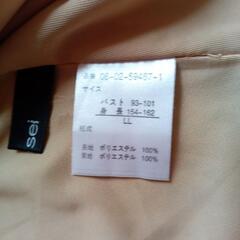 品番 06-02-59467-1
サイズ
バスト 93-101
身長 154-162
LL
組成
表地 ポリエステル 100%
裏地 ポリエステル 100%
sei